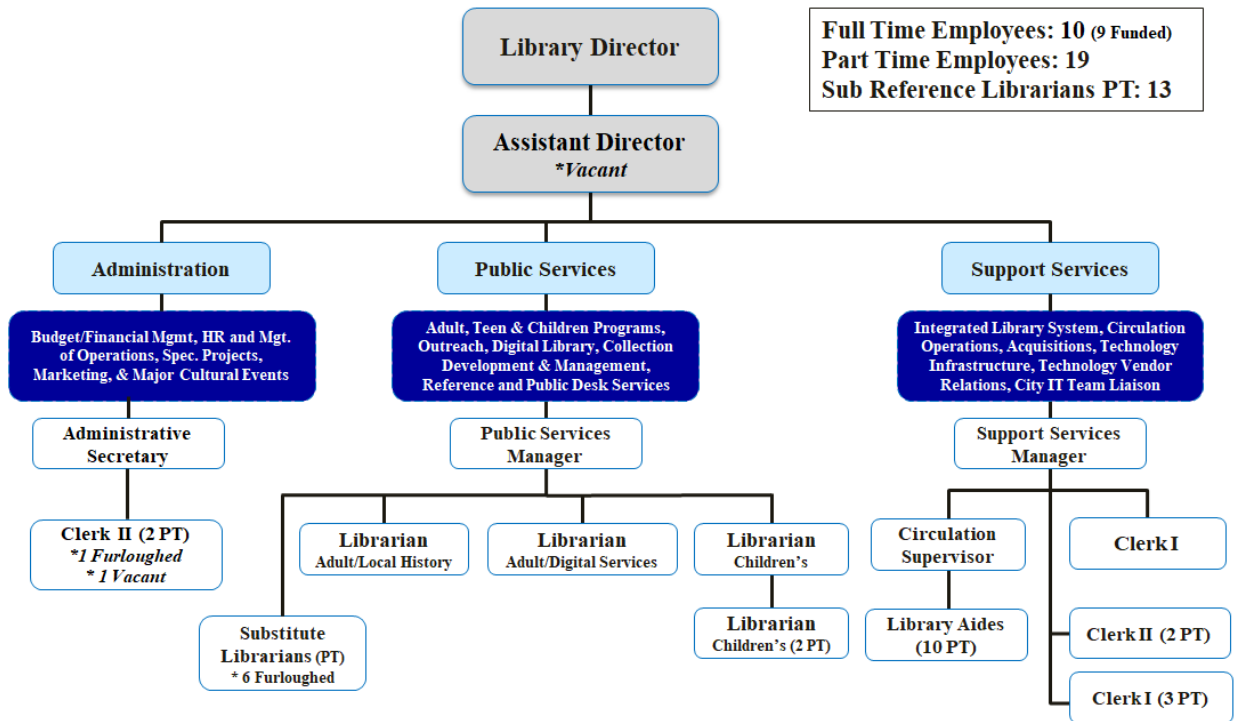 Library Director
Full Time Employees: 10 (9 Funded)
Part Time Employees: 19
Sub Reference Librarians PT: 13
Assistant Director
*Vacant
Administration
Public Services
Support Services
Budget/Financial Mgmt, HR and Mgt.
of Operations, Spec. Projects,
Marketing, & Major Cultural Events
Adult, Teen & Children Programs,
Outreach, Digital Library, Collection
Development & Management,
Reference and Public Desk Services
Integrated Library System, Circulation
Operations, Acquisitions, Technology
Infrastructure, Technology Vendor
Relations, City IT Team Liaison
Administrative
Secretary
Public Services
Manager
Support Services
Manager
Clerk II (2 PT)
*1 Furloughed
* 1 Vacant
Librarian
Adult/Local History
Librarian
Adult/Digital Services
Librarian
Children's
Circulation
Supervisor
Clerk I
Substitute
Librarians (PT)
* 6 Furloughed
Librarian
Children's (2 PT)
Library Aides
(10 PT)
Clerk II (2 PT)
Clerk I (3 PT)